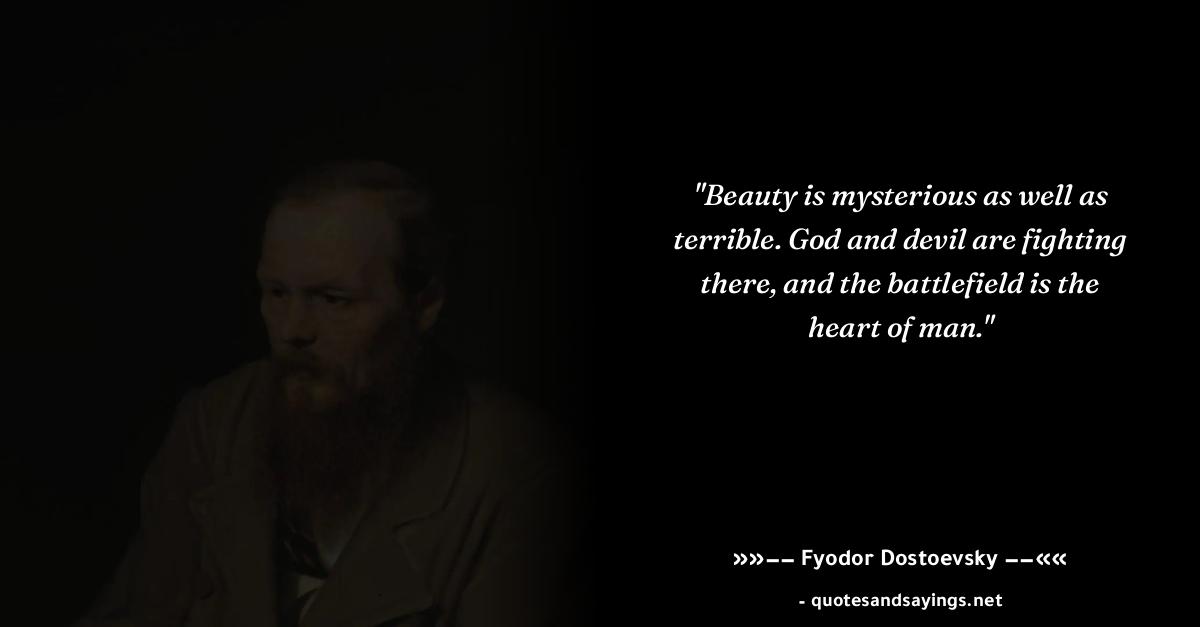 "Beauty is mysterious as well as
terrible. God and devil are fighting
there, and the battlefield is the
heart of man."
»»−− Fyodor Dostoevsky −−««
- quotesandsayings.net